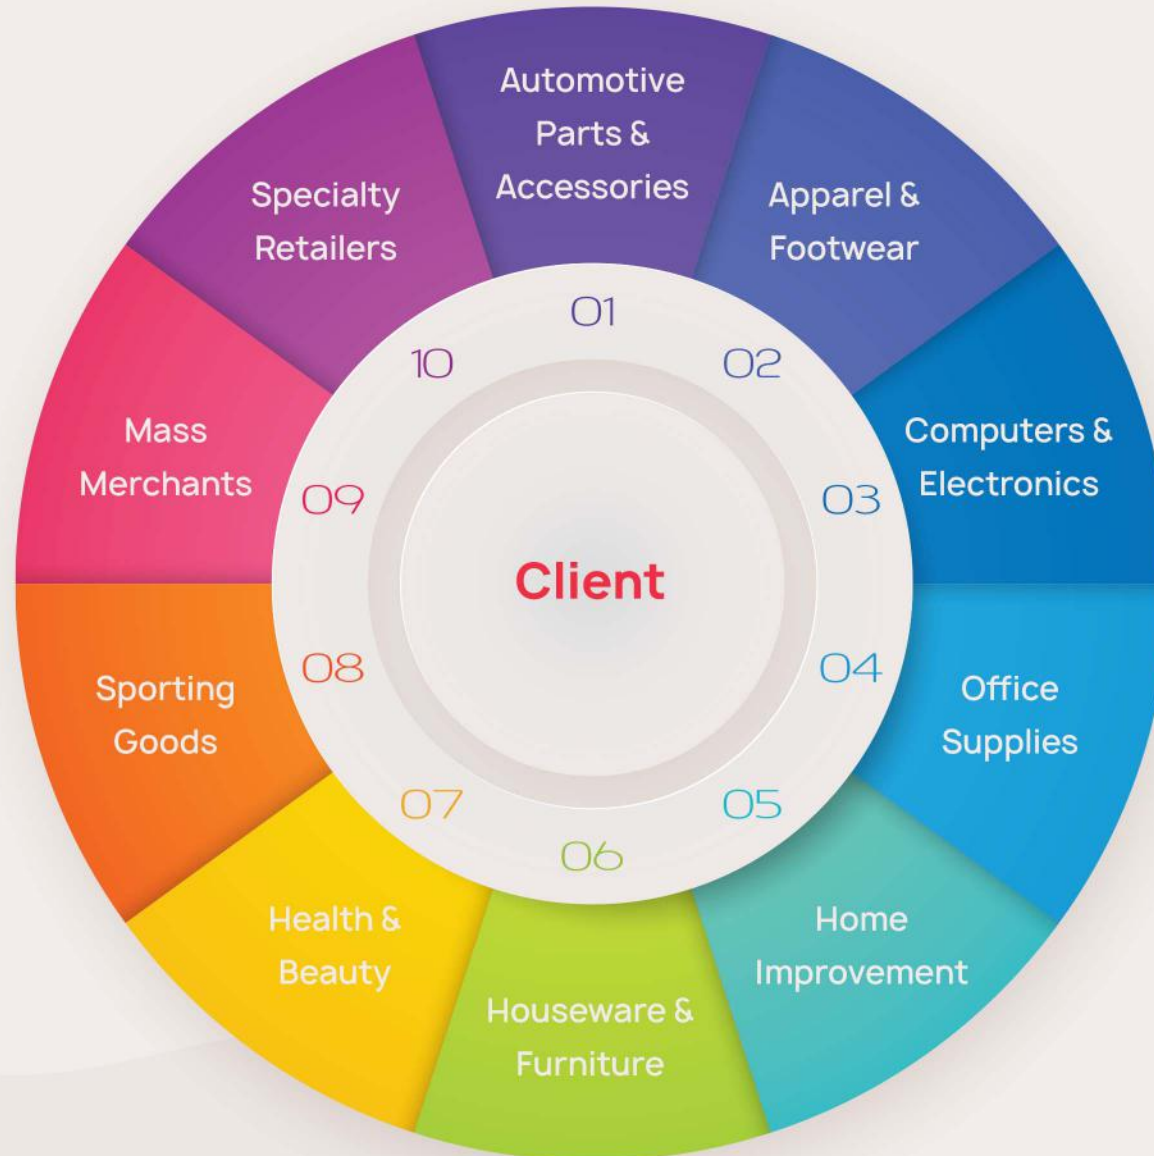 01
Automotive
Parts &
Accessories
02
Apparel &
Footwear
03
Computers &
Electronics
04
Office
Supplies
05
Home
Improvement
06
Houseware &
Furniture
07
Health &
Beauty
08
Sporting
Goods
09
Mass
Merchants
10
Specialty
Retailers
Client